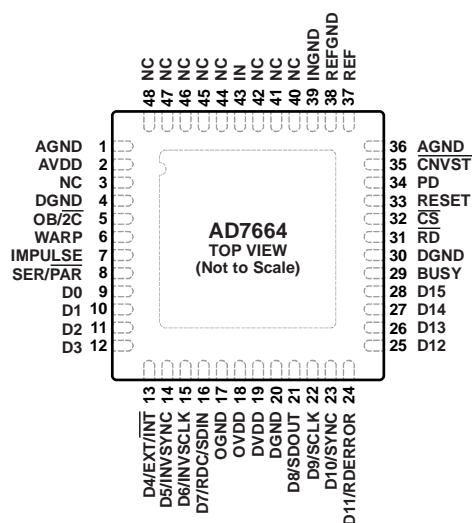 48 NC
47 NC
46 NC
45 NC
44 NC
43 IN
42 NC
41 NC
40 NC
39 INGND
38 REFGND
37 REF
AGND 1
AVDD 2
NC 3
DGND 4
OB/2C 5
WARP 6
IMPULSE 7
SER/PAR 8
D0 9
D1 10
D2 11
D3 12
AD7664
TOP VIEW
(Not to Scale)
36 AGND
35 CNVST
34 PD
33 RESET
32 CS
31 RD
30 DGND
29 BUSY
28 D15
27 D14
26 D13
25 D12
D4/EXT/INT 13
D5/INVSYNC 14
D6/INVSCLK 15
D7/RDC/SDIN 16
OGND 17
OVDD 18
DVDD 19
DGND 20
D8/SDOUT 21
D9/SCLK 22
D10/SYNC 23
D11/RDERROR 24